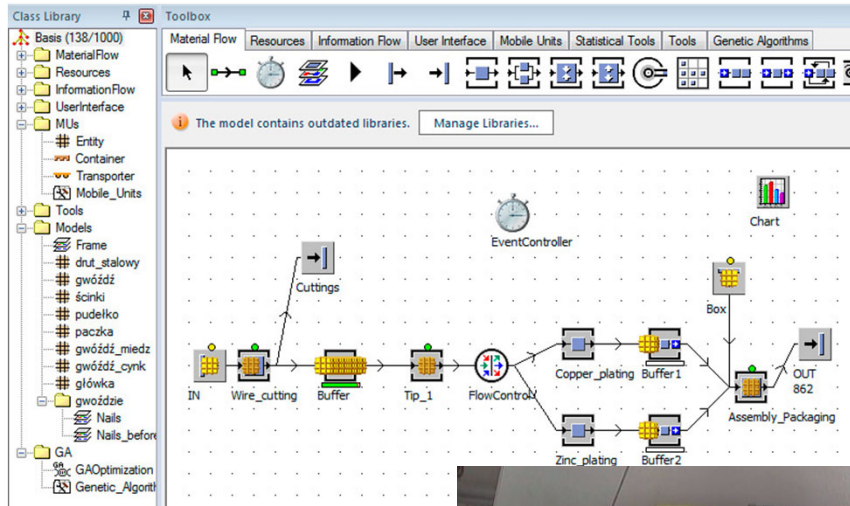 Class Library
Toolbox
Basis (138/1000)
MaterialFlow
Resources
InformationFlow
UserInterface
MUs
Entity
Container
Transporter
Mobile_Units
Tools
Models
Frame
drut_stalowy
gwóźdź
ścinki
pudełko
paczka
gwóźdź_miedz
gwóźdź_cynk
główka
gwoździe
Nails
Nails_before
GA
GAOptimization
Genetic_Algorith
Material Flow
Resources
Information Flow
User Interface
Mobile Units
Statistical Tools
Tools
Genetic Algorithms
The model contains outdated libraries.
Manage Libraries...
EventController
Chart
Cuttings
Box
IN
Wire_cutting
Buffer
Tip_1
FlowControl
Copper_plating
Buffer1
OUT
862
Assembly_Packaging
Zinc_plating
Buffer2